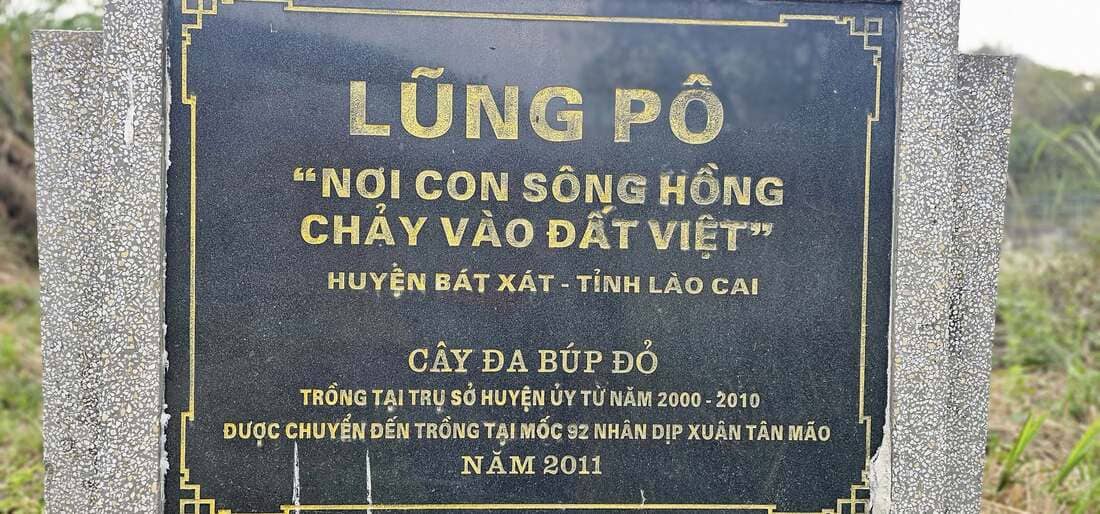 LŨNG PÔ
“NƠI CON SÔNG HỒNG
CHẢY VÀO ĐẤT VIỆT”
HUYỆN BÁT XÁT - TỈNH LÀO CAI
CÂY ĐA BÚP ĐỎ
TRỒNG TẠI TRỤ SỞ HUYỆN ỦY TỪ NĂM 2000 - 2010
ĐƯỢC CHUYỂN ĐẾN TRỒNG TẠI MỐC 92 NHÂN DỊP XUÂN TÂN MÃO
NĂM 2011